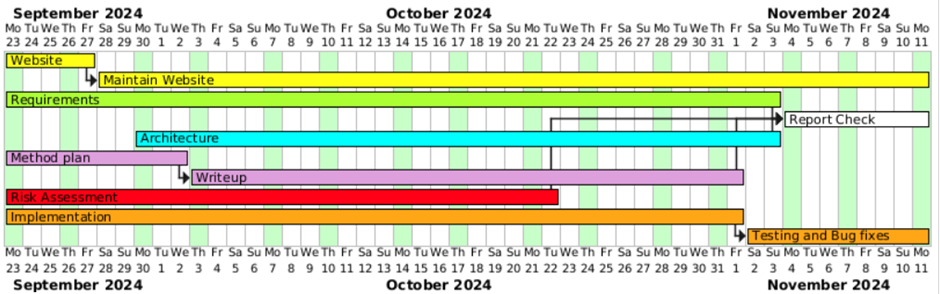 September 2024 October 2024 November 2024
Mo Tu We Th Fr Sa Su Mo Tu We Th Fr Sa Su Mo Tu We Th Fr Sa Su Mo Tu We Th Fr Sa Su Mo Tu We Th Fr Sa Su Mo Tu We Th Fr Sa Su Mo Tu We Th Fr Sa Su Mo
23 24 25 26 27 28 29 30 1 2 3 4 5 6 7 8 9 10 11 12 13 14 15 16 17 18 19 20 21 22 23 24 25 26 27 28 29 30 31 1 2 3 4 5 6 7 8 9 10 11
Website
Maintain Website
Requirements
Report Check
Architecture
Method plan
Writeup
Risk Assessment
Implementation
Testing and Bug fixes
Mo Tu We Th Fr Sa Su Mo Tu We Th Fr Sa Su Mo Tu We Th Fr Sa Su Mo Tu We Th Fr Sa Su Mo Tu We Th Fr Sa Su Mo Tu We Th Fr Sa Su Mo Tu We Th Fr Sa Su Mo
23 24 25 26 27 28 29 30 1 2 3 4 5 6 7 8 9 10 11 12 13 14 15 16 17 18 19 20 21 22 23 24 25 26 27 28 29 30 31 1 2 3 4 5 6 7 8 9 10 11
September 2024 October 2024 November 2024